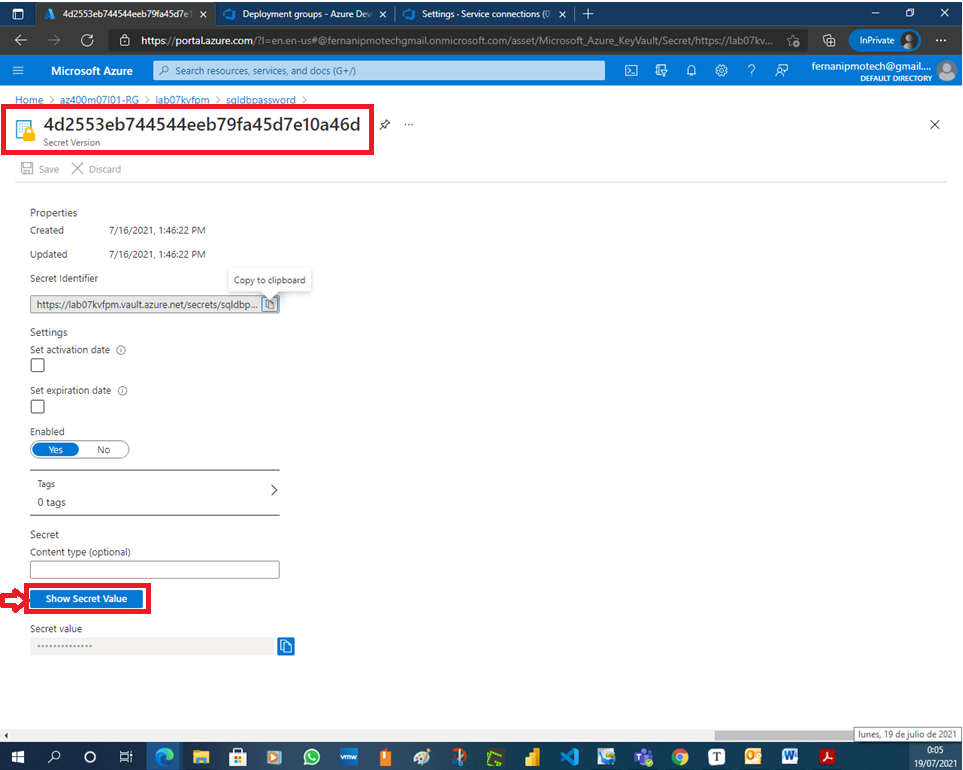 4d2553eb744544eeb79fa45d7e1
Deployment groups - Azure Dev
Settings · Service connections (0
https://portal.azure.com/?l=en.en-us#@fernanipmotechgmail.onmicrosoft.com/asset/Microsoft_Azure_KeyVault/Secret/https://lab07kv...
InPrivate
Microsoft Azure
Search resources, services, and docs (G+/)
fernanipmotech@gmail....
DEFAULT DIRECTORY
Home > az400m07l01-RG > lab07kvfpm > sqldbpassword >
4d2553eb744544eeb79fa45d7e10a46d
...
Secret Version
Save Discard
Properties
Created 7/16/2021, 1:46:22 PM
Updated 7/16/2021, 1:46:22 PM
Secret Identifier
Copy to clipboard
https://lab07kvfpm.vault.azure.net/secrets/sqldbp...
Settings
Set activation date
Set expiration date
Enabled
Yes No
Tags
0 tags
Secret
Content type (optional)
Show Secret Value
Secret value
••••••••••••••
lunes, 19 de julio de 2021
vmw
T
W
0:05
19/07/2021